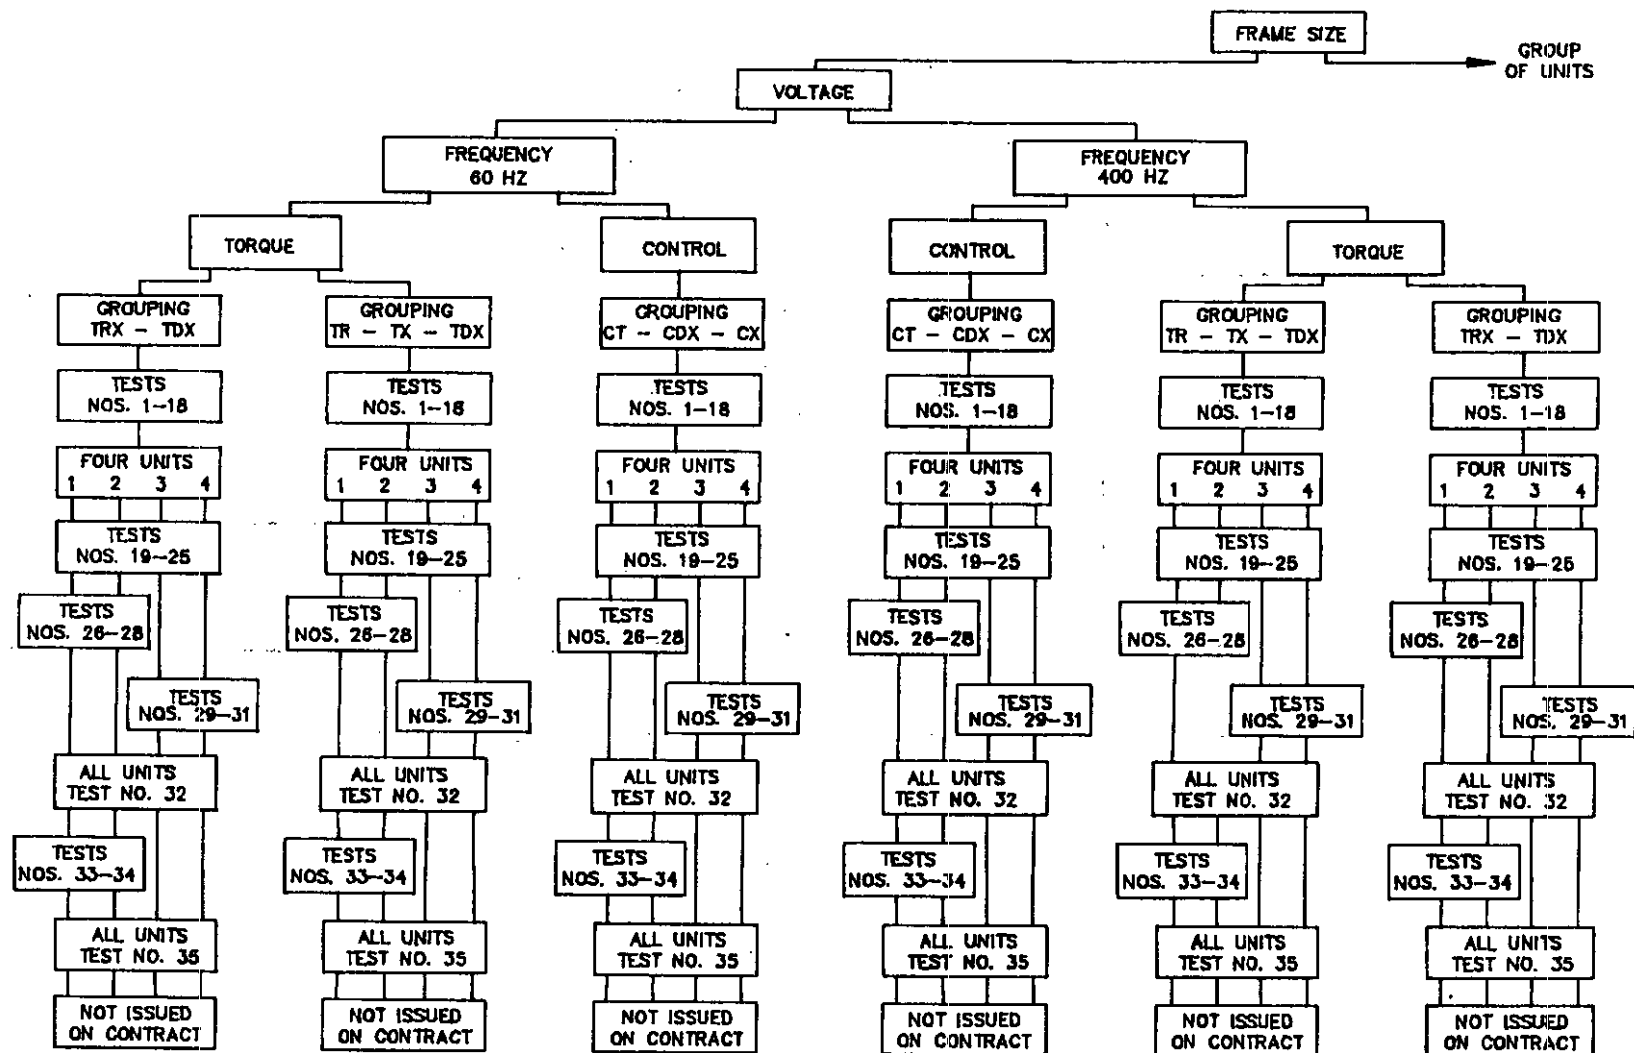 FRAME SIZE
GROUP
OF UNITS
VOLTAGE
FREQUENCY
60 HZ
FREQUENCY
400 HZ
TORQUE
CONTROL
CONTROL
TORQUE
GROUPING
TRX - TDX
GROUPING
TR - TX - TDX
GROUPING
CT - CDX - CX
GROUPING
CT - CDX - CX
GROUPING
TR - TX - TDX
GROUPING
TRX - TDX
TESTS
NOS. 1-18
TESTS
NOS. 1-18
TESTS
NOS. 1-18
TESTS
NOS. 1-18
TESTS
NOS. 1-18
TESTS
NOS. 1-18
FOUR UNITS
1 2 3 4
FOUR UNITS
1 2 3 4
FOUR UNITS
1 2 3 4
FOUR UNITS
1 2 3 4
FOUR UNITS
1 2 3 4
FOUR UNITS
1 2 3 4
TESTS
NOS. 19-25
TESTS
NOS. 19-25
TESTS
NOS. 19-25
TESTS
NOS. 19-25
TESTS
NOS. 19-25
TESTS
NOS. 19-25
TESTS
NOS. 26-28
TESTS
NOS. 26-28
TESTS
NOS. 26-28
TESTS
NOS. 26-28
TESTS
NOS. 26-28
TESTS
NOS. 26-28
TESTS
NOS. 29-31
TESTS
NOS. 29-31
TESTS
NOS. 29-31
TESTS
NOS. 29-31
TESTS
NOS. 29-31
TESTS
NOS. 29-31
ALL UNITS
TEST NO. 32
ALL UNITS
TEST NO. 32
ALL UNITS
TEST NO. 32
ALL UNITS
TEST NO. 32
ALL UNITS
TEST NO. 32
ALL UNITS
TEST NO. 32
TESTS
NOS. 33-34
TESTS
NOS. 33-34
TESTS
NOS. 33-34
TESTS
NOS. 33-34
TESTS
NOS. 33-34
TESTS
NOS. 33-34
ALL UNITS
TEST NO. 35
ALL UNITS
TEST NO. 35
ALL UNITS
TEST NO. 35
ALL UNITS
TEST NO. 35
ALL UNITS
TEST NO. 35
ALL UNITS
TEST NO. 35
NOT ISSUED
ON CONTRACT
NOT ISSUED
ON CONTRACT
NOT ISSUED
ON CONTRACT
NOT ISSUED
ON CONTRACT
NOT ISSUED
ON CONTRACT
NOT ISSUED
ON CONTRACT